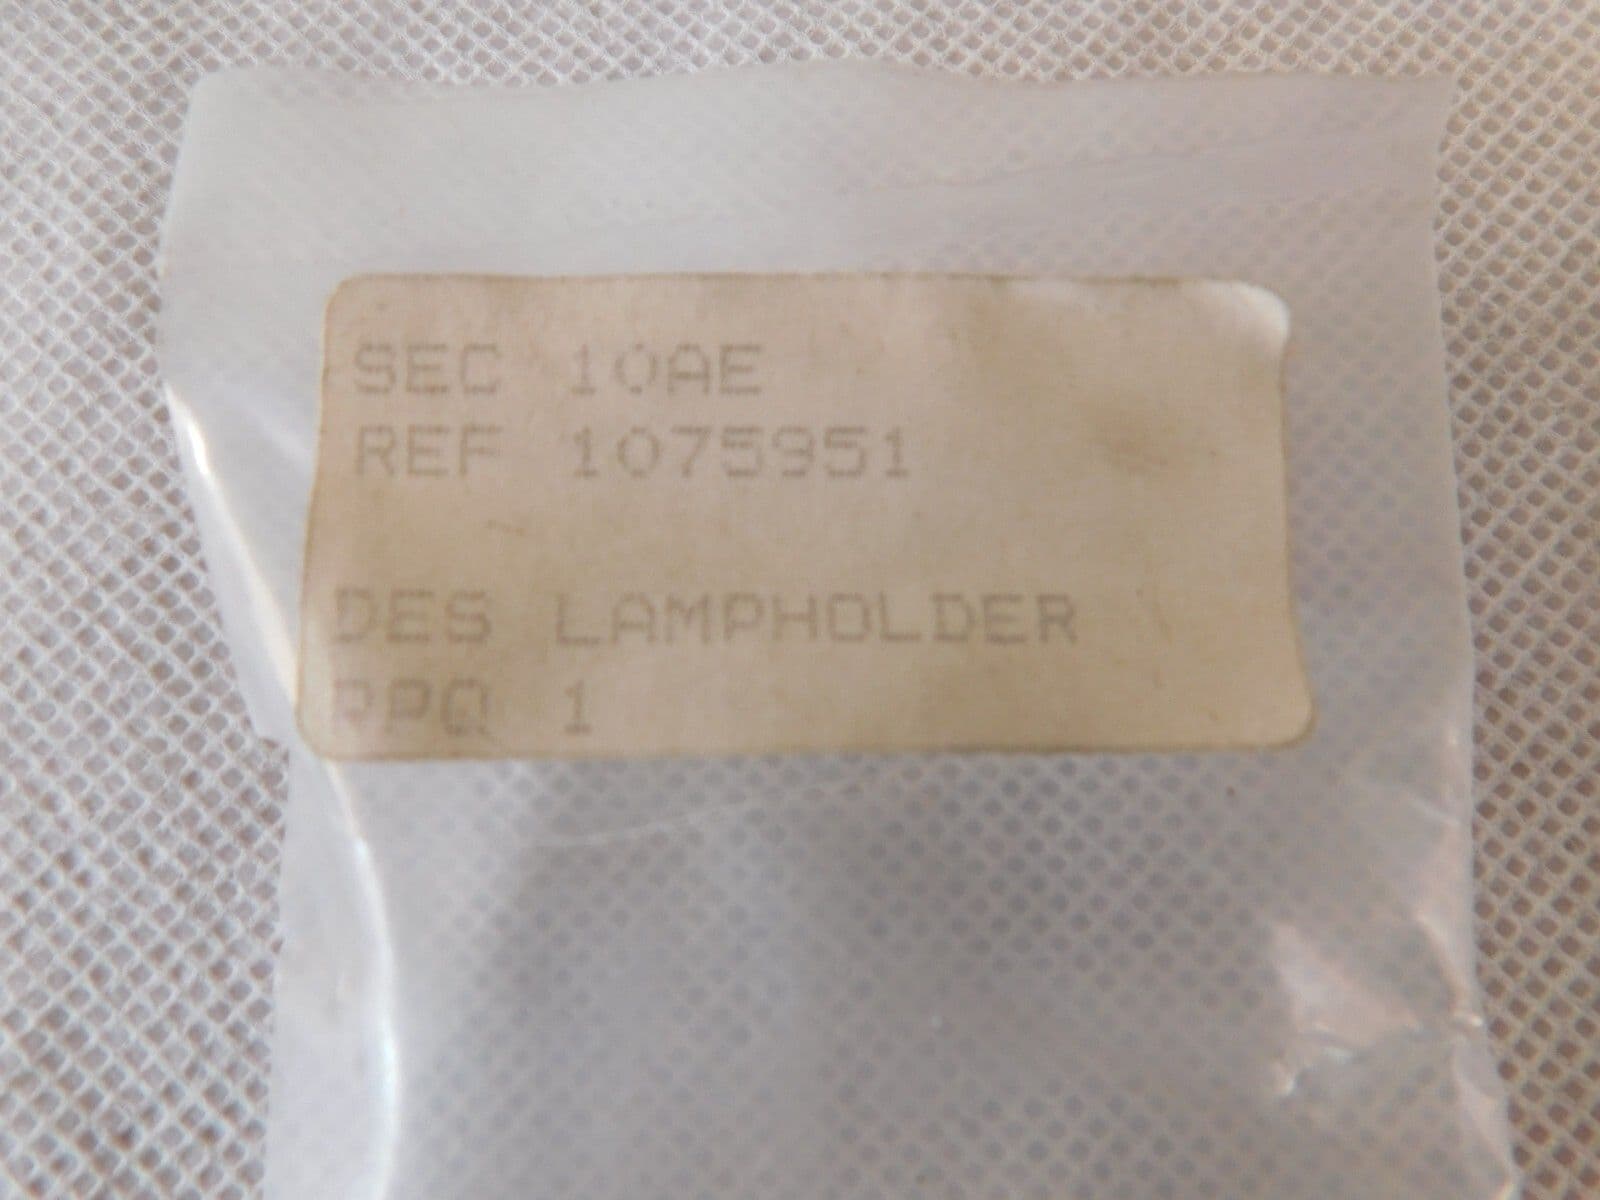 SEC 10AE
REF 1075951
DES LAMPHOLDER
PPQ 1